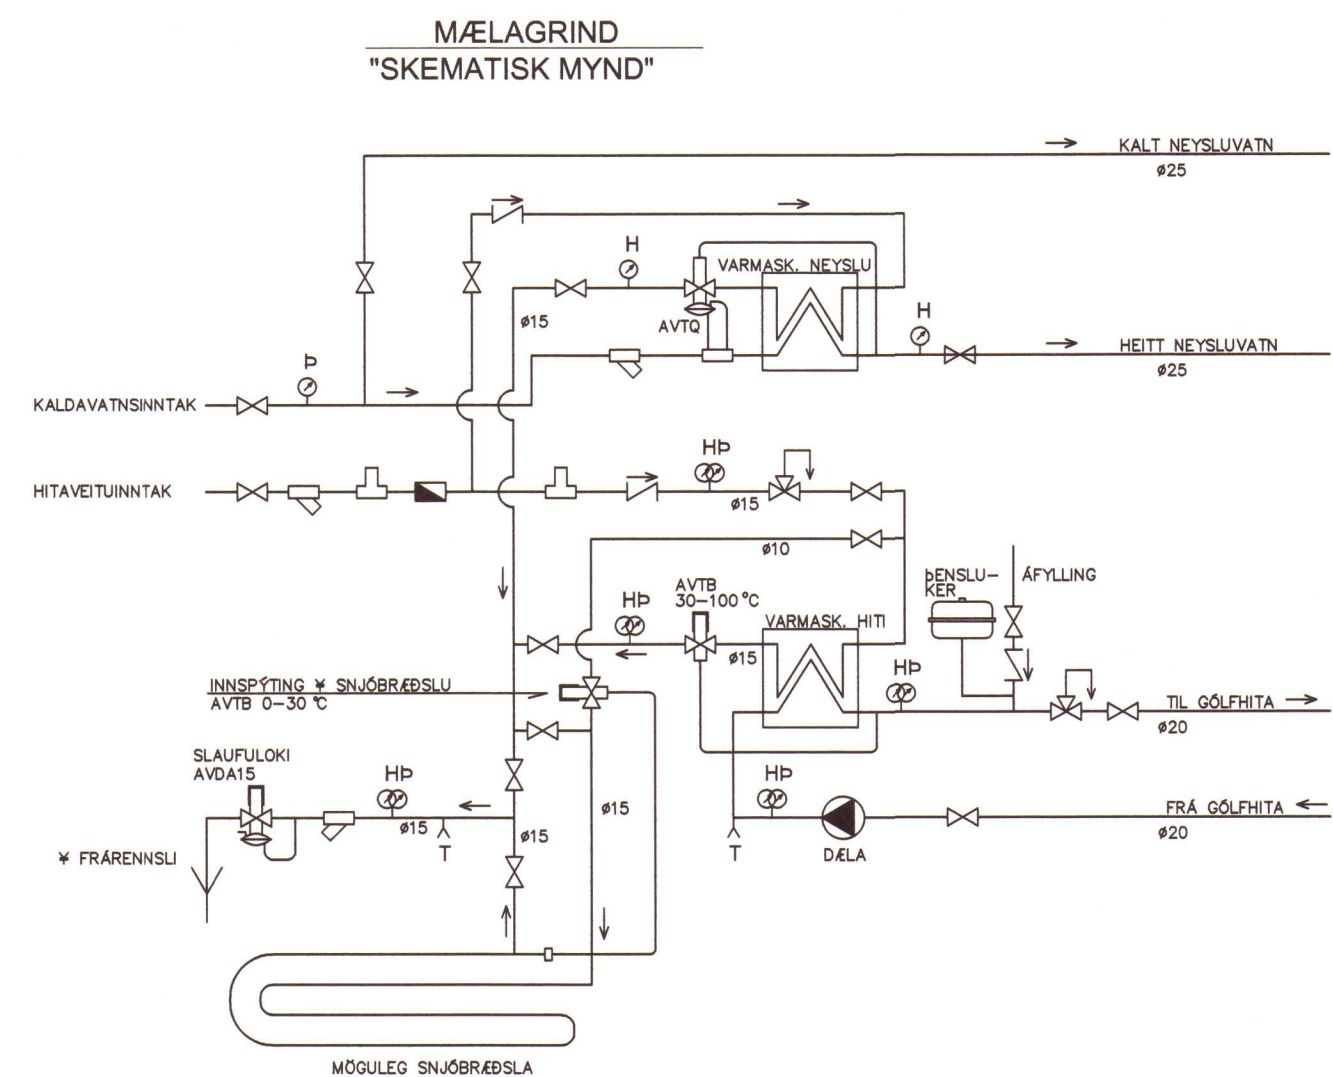 MÆLAGRIND
"SKEMATISK MYND"
KALT NEYSLUVATN
ø25
H
VARMASK. NEYSLU
ø15
AVTQ
H
HEITT NEYSLUVATN
ø25
Þ
KALDAVATNSINNTAK
HÞ
HITAVEITUINNTAK
ø15
ø10
AVTB
30-100°C
HÞ
ÞENSLU-
KER
ÁFYLLING
VARMASK. HITI
ø15
HÞ
INNSPÝTING ¥ SNJÓBRÆÐSLU
AVTB 0-30 °C
TIL GÓLFHITA
ø20
SLAUFULOKI
AVDA15
HÞ
HÞ
ø15
ø15
ø15
FRÁ GÓLFHITA
ø20
T
T
DÆLA
¥ FRÁRENNSLI
MÖGULEG SNJÓBRÆÐSLA